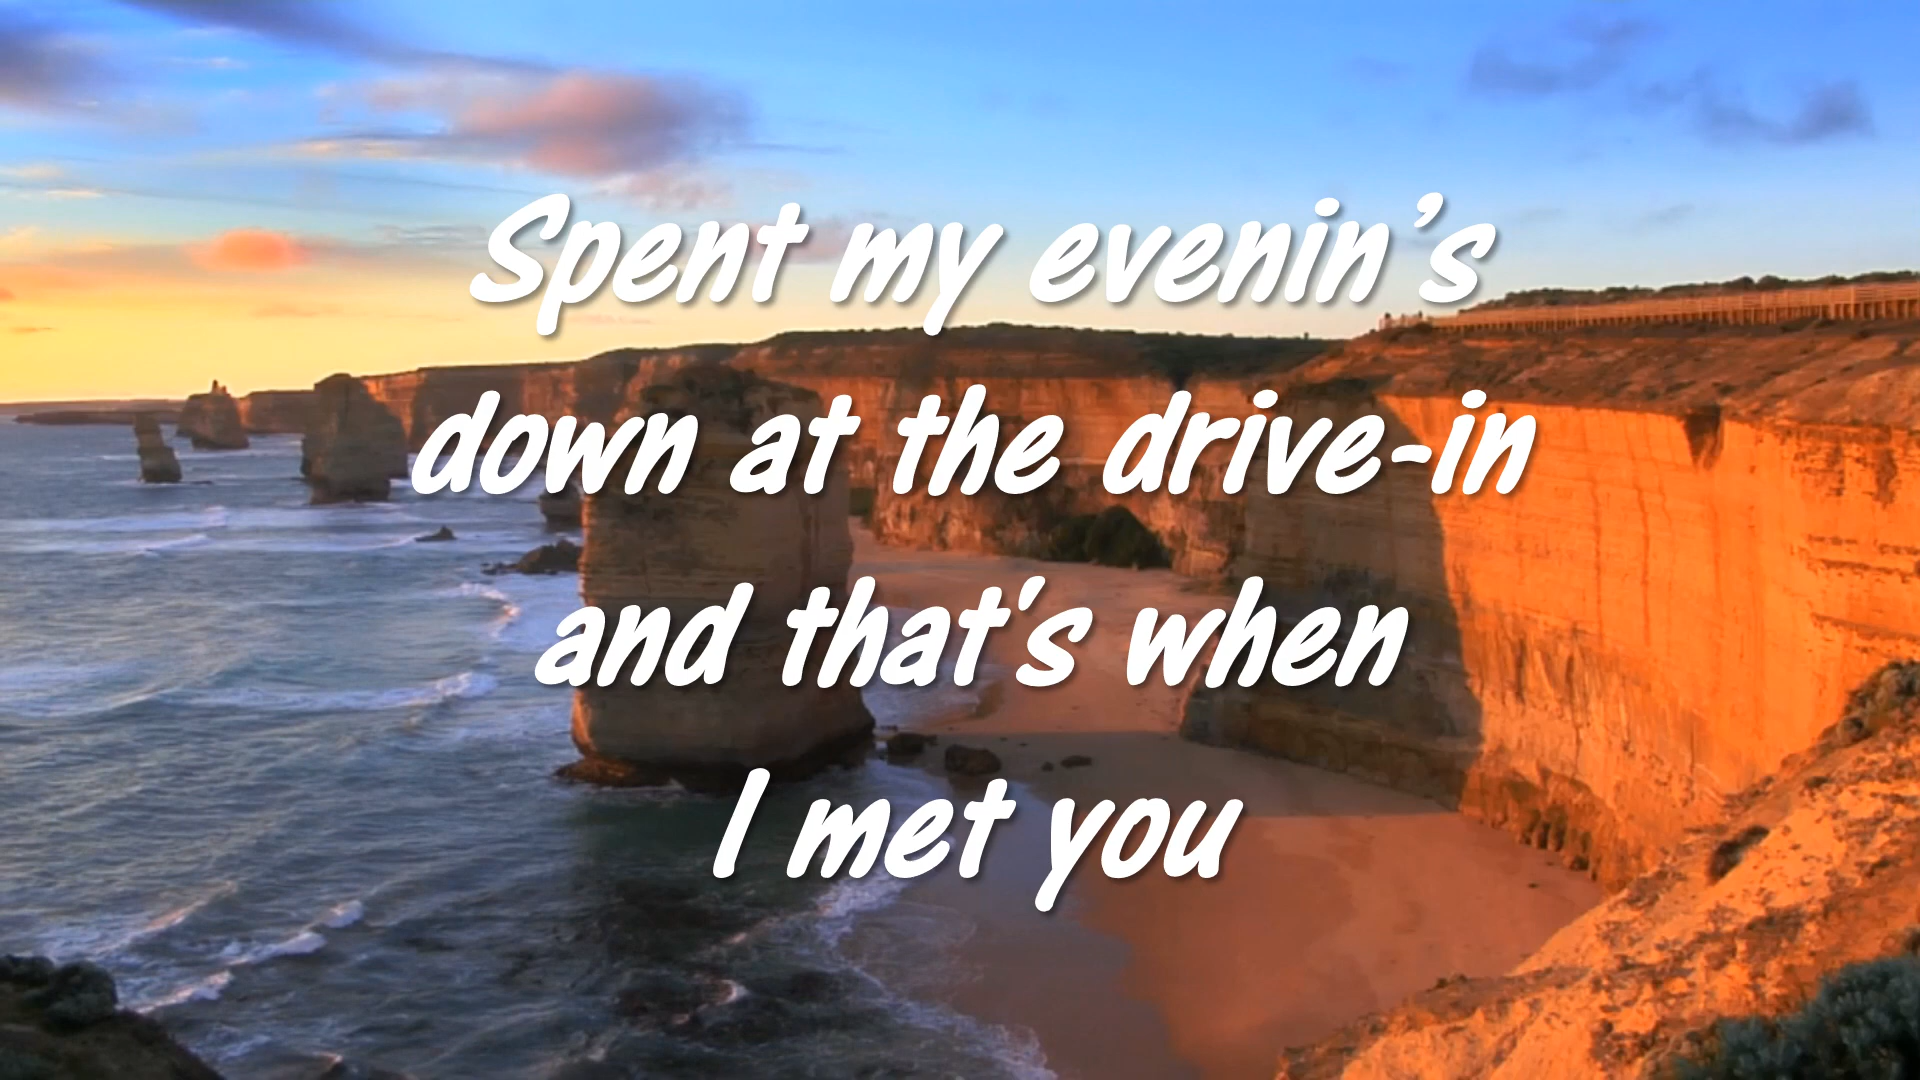 Spent my evenin’s
down at the drive-in
and that's when
I met you